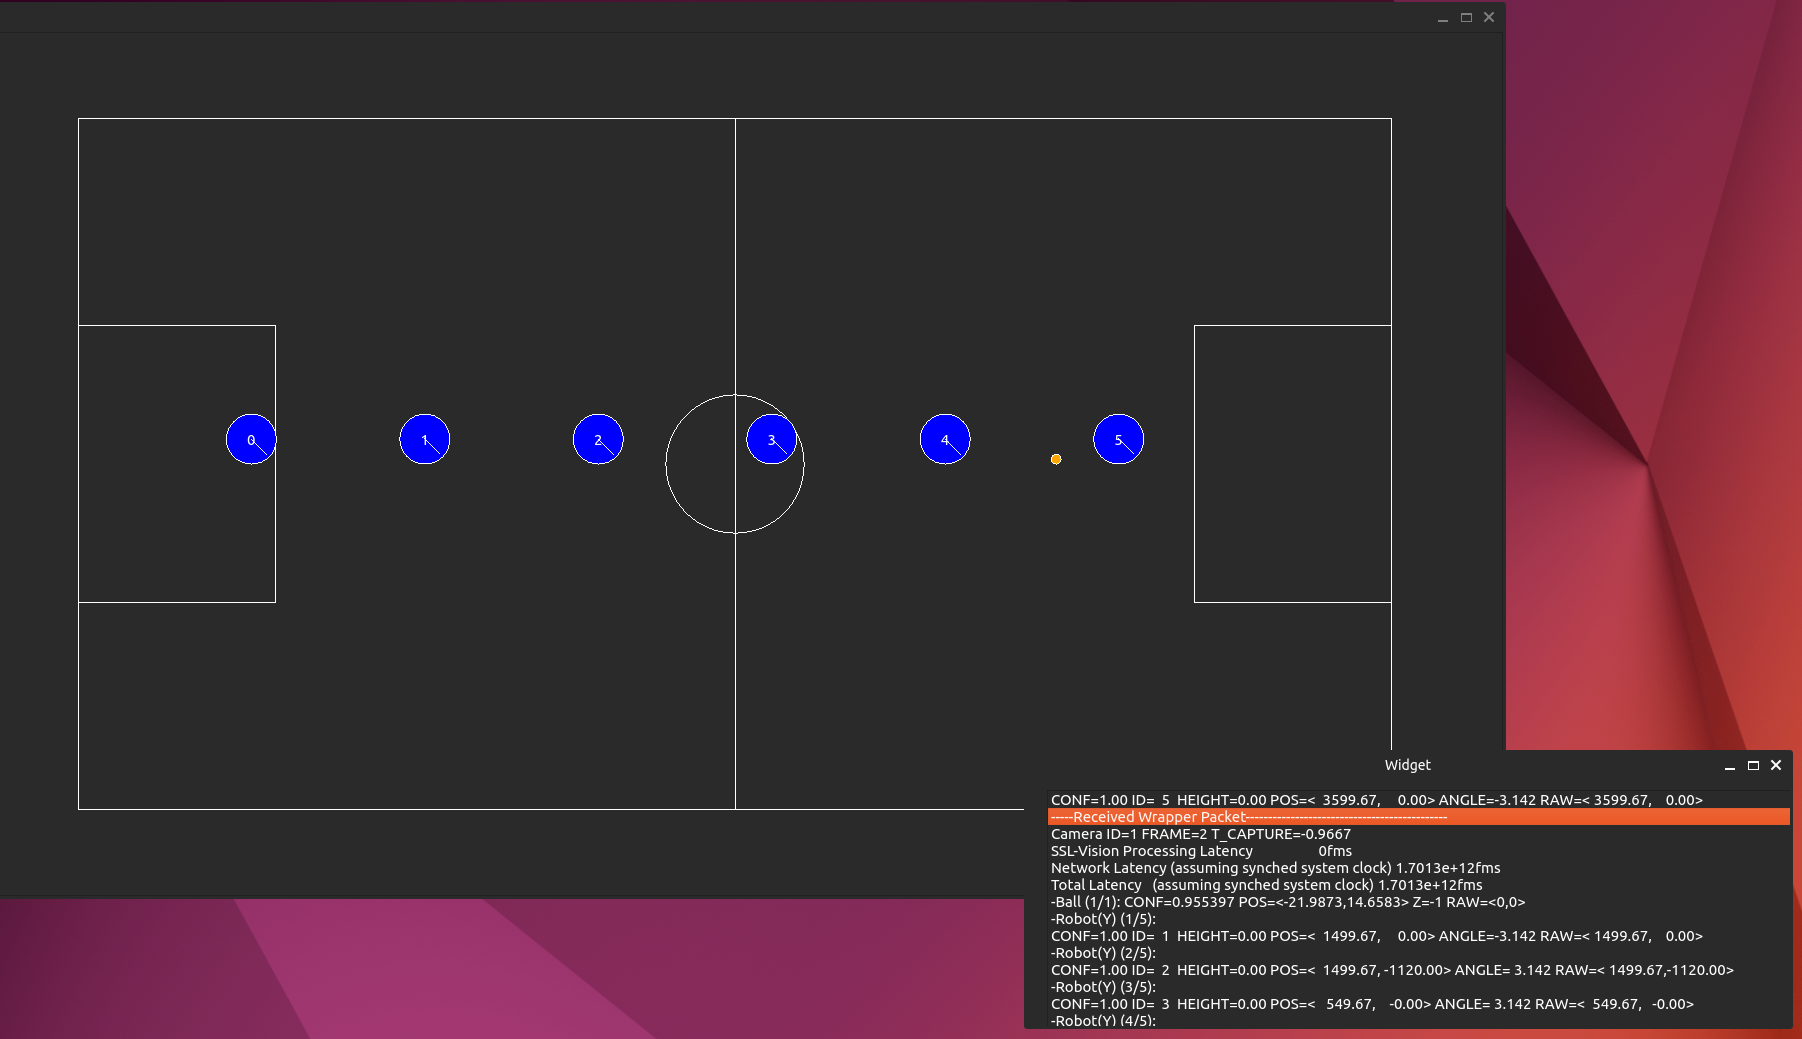 0 1 2 3 4 5
Widget
CONF=1.00 ID=  5  HEIGHT=0.00 POS=<  3599.67,    0.00> ANGLE=-3.142 RAW=< 3599.67,   0.00>
-----Received Wrapper Packet---------------------------------------------
Camera ID=1 FRAME=2 T_CAPTURE=-0.9667
SSL-Vision Processing Latency                 0fms
Network Latency (assuming synched system clock) 1.7013e+12fms
Total Latency   (assuming synched system clock) 1.7013e+12fms
-Ball (1/1): CONF=0.955397 POS=<-21.9873,14.6583> Z=-1 RAW=<0,0>
-Robot(Y) (1/5):
CONF=1.00 ID=  1  HEIGHT=0.00 POS=<  1499.67,    0.00> ANGLE=-3.142 RAW=< 1499.67,   0.00>
-Robot(Y) (2/5):
CONF=1.00 ID=  2  HEIGHT=0.00 POS=<  1499.67, -1120.00> ANGLE= 3.142 RAW=< 1499.67,-1120.00>
-Robot(Y) (3/5):
CONF=1.00 ID=  3  HEIGHT=0.00 POS=<   549.67,   -0.00> ANGLE= 3.142 RAW=<  549.67,  -0.00>
-Robot(Y) (4/5):